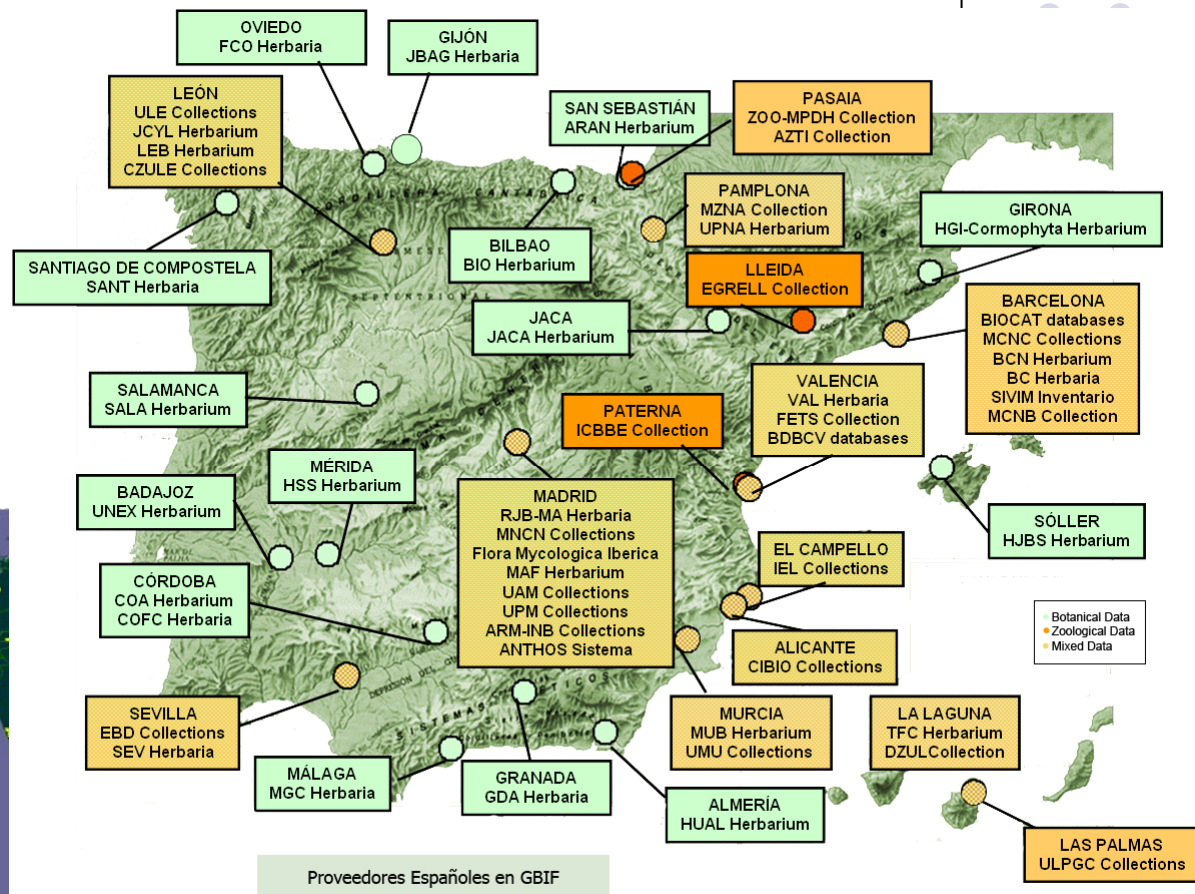 OVIEDO
FCO Herbaria
GIJÓN
JBAG Herbaria
LEÓN
ULE Collections
JCYL Herbarium
LEB Herbarium
CZULE Collections
SAN SEBASTIÁN
ARAN Herbarium
PASAIA
ZOO-MPDH Collection
AZTI Collection
PAMPLONA
MZNA Collection
UPNA Herbarium
GIRONA
HGI-Cormophyta Herbarium
SANTIAGO DE COMPOSTELA
SANT Herbaria
BILBAO
BIO Herbarium
LLEIDA
EGRELL Collection
JACA
JACA Herbarium
BARCELONA
BIOCAT databases
MCNC Collections
BCN Herbarium
BC Herbaria
SIVIM Inventario
MCNB Collection
SALAMANCA
SALA Herbarium
PATERNA
ICBBE Collection
VALENCIA
VAL Herbaria
FETS Collection
BDBCV databases
MÉRIDA
HSS Herbarium
BADAJOZ
UNEX Herbarium
MADRID
RJB-MA Herbaria
MNCN Collections
Flora Mycologica Iberica
MAF Herbarium
UAM Collections
UPM Collections
ARM-INB Collections
ANTHOS Sistema
SÓLLER
HJBS Herbarium
EL CAMPELLO
IEL Collections
CÓRDOBA
COA Herbarium
COFC Herbaria
ALICANTE
CIBIO Collections
Botanical Data
Zoological Data
Mixed Data
SEVILLA
EBD Collections
SEV Herbaria
MURCIA
MUB Herbarium
UMU Collections
LA LAGUNA
TFC Herbarium
DZULCollection
MÁLAGA
MGC Herbaria
GRANADA
GDA Herbaria
ALMERÍA
HUAL Herbarium
LAS PALMAS
ULPGC Collections
Proveedores Españoles en GBIF
CORDILLERA CANTABRICA
SEPTENTRIONAL
DEPRESIÓN DEL
SISTEMAS